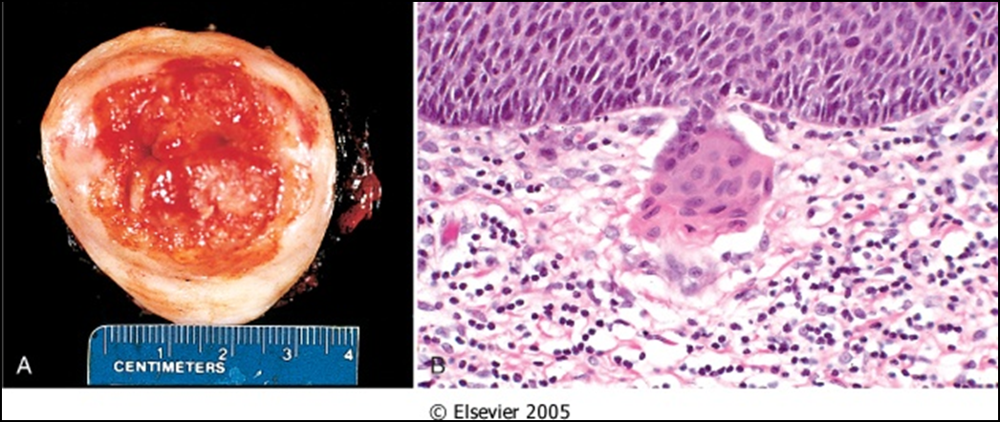 1 2 3 4
CENTIMETERS
A
B
© Elsevier 2005